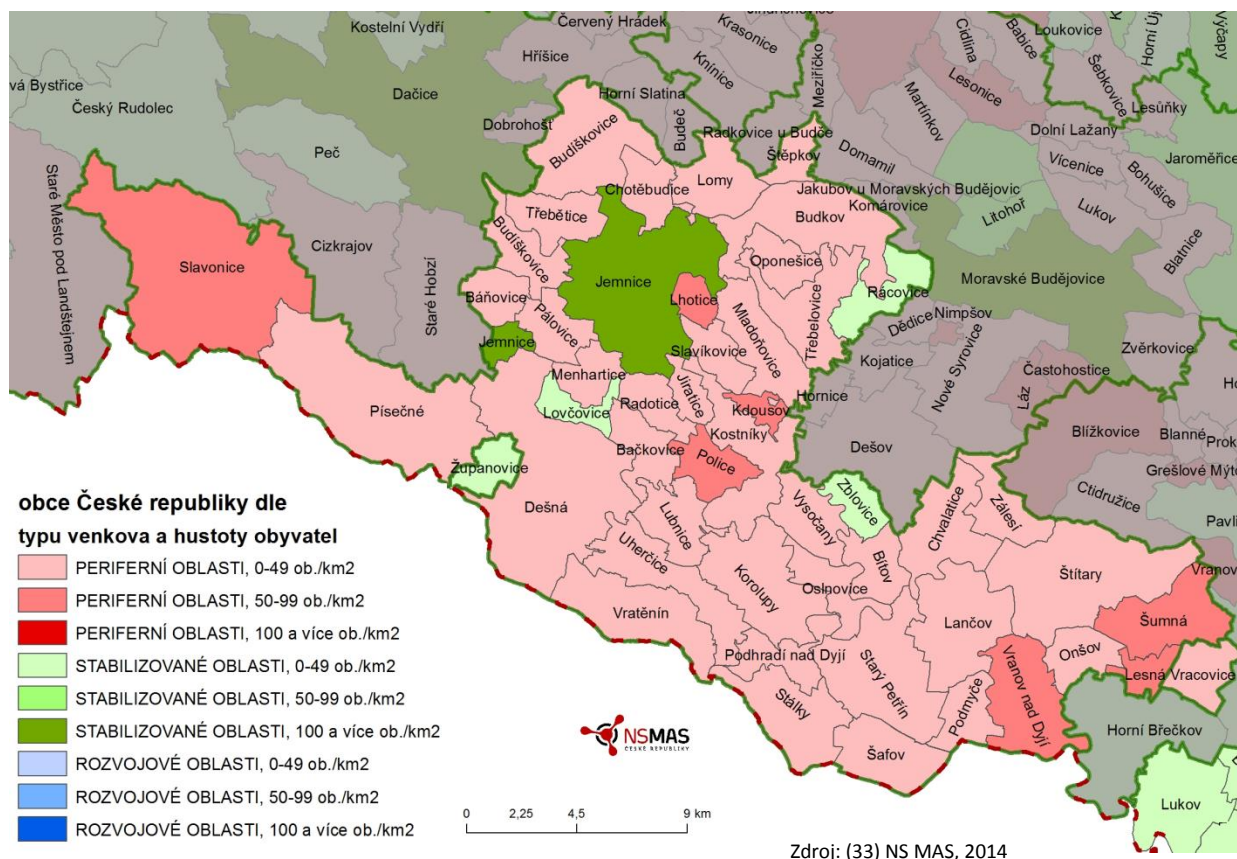 Kostelní Vydří
Červený Hrádek
Krasonice
Cidlina
Babice
Loukovice
Výčapy
Horní Új
Hříšice
Knínice
Meziříčko
Šebkovice
vá Bystřice
Český Rudolec
Dačice
Horní Slatina
Budeč
Lesonice
Lesůňky
Martínkov
Dobrohošť
Radkovice u Budče
Dolní Lažany
Peč
Budíškovice
Štěpkov
Domamil
Vícenice
Bohušice
Jaroměřice
Staré Město pod Landštejnem
Chotěbudice
Lomy
Jakubov u Moravských Budějovic
Komárovice
Litohoř
Lukov
Třebětice
Budkov
Blatnice
Slavonice
Cizkrajov
Staré Hobzí
Budíškovice
Oponešice
Jemnice
Lhotice
Rácovice
Moravské Budějovice
Báňovice
Pálovice
Mladoňovice
Třebelovice
Dědice
Nimpšov
Jemnice
Slavíkovice
Kojatice
Nové Syrovice
Zvěrkovice
Menhartice
Jiratice
Častohostice
Láz
Písečné
Lovčovice
Radotice
Kdousov
Hornice
Kostníky
Dešov
Blížkovice
Blanné
Prok
Bačkovice
Police
Grešlové Mýto
Županovice
Zblovice
Ctidružice
Dešná
Lubnice
Vysočany
Chvalatice
Zálesí
Pavli
Uherčice
Korolupy
Oslnovice
Bítov
Štítary
Vranov
Vratěnín
Lančov
Šumná
Podhradí nad Dyjí
Starý Petřín
Onšov
Vranov nad Dyjí
Lesná
Vracovice
Stálky
Podmyče
Šafov
Horní Břečkov
Lukov
obce České republiky dle
typu venkova a hustoty obyvatel
PERIFERNÍ OBLASTI, 0-49 ob./km2
PERIFERNÍ OBLASTI, 50-99 ob./km2
PERIFERNÍ OBLASTI, 100 a více ob./km2
STABILIZOVANÉ OBLASTI, 0-49 ob./km2
STABILIZOVANÉ OBLASTI, 50-99 ob./km2
STABILIZOVANÉ OBLASTI, 100 a více ob./km2
ROZVOJOVÉ OBLASTI, 0-49 ob./km2
ROZVOJOVÉ OBLASTI, 50-99 ob./km2
ROZVOJOVÉ OBLASTI, 100 a více ob./km2
NSMAS
ČESKÉ REPUBLIKY
0 2,25 4,5 9 km
Zdroj: (33) NS MAS, 2014